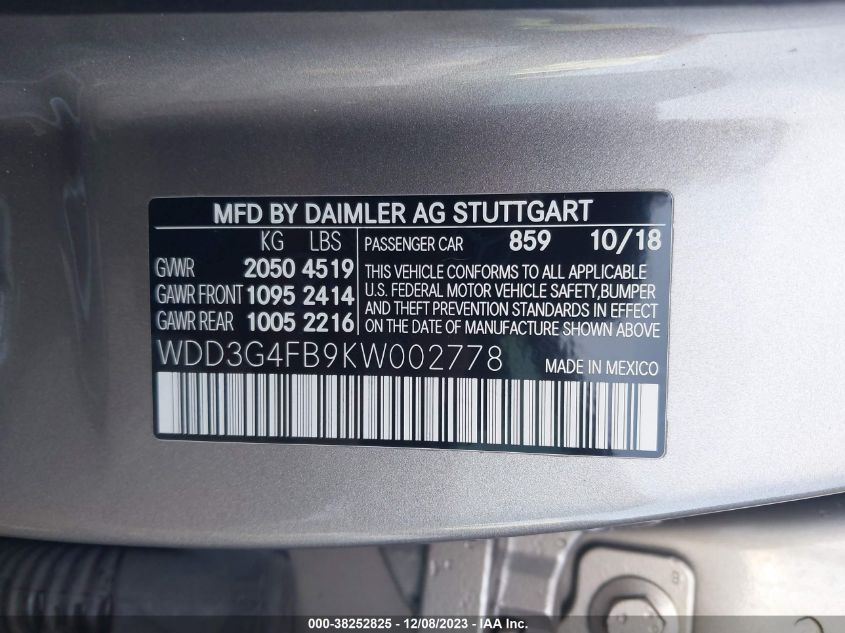 MFD BY DAIMLER AG STUTTGART
KG LBS
GVWR 2050 4519
GAWR FRONT 1095 2414
GAWR REAR 1005 2216
PASSENGER CAR 859 10/18
THIS VEHICLE CONFORMS TO ALL APPLICABLE
U.S. FEDERAL MOTOR VEHICLE SAFETY,BUMPER
AND THEFT PREVENTION STANDARDS IN EFFECT
ON THE DATE OF MANUFACTURE SHOWN ABOVE
WDD3G4FB9KW002778 MADE IN MEXICO
000-38252825 - 12/08/2023 - IAA Inc.